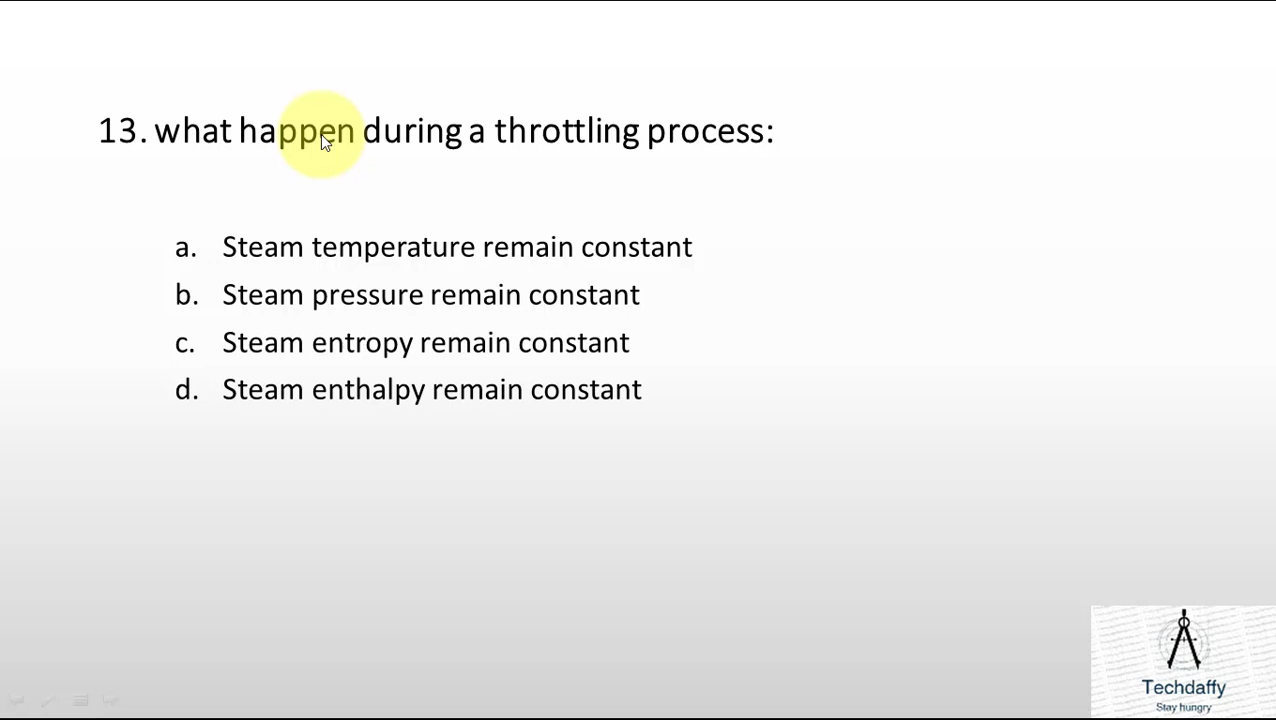 13. what happen during a throttling process:
a. Steam temperature remain constant
b. Steam pressure remain constant
c. Steam entropy remain constant
d. Steam enthalpy remain constant
Techdaffy
Stay hungry